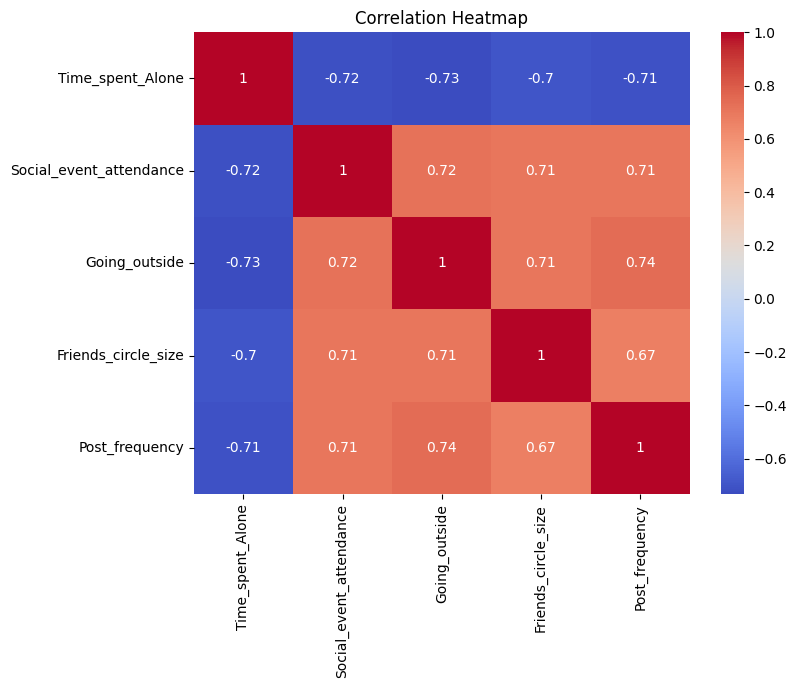 Correlation Heatmap
Time_spent_Alone 1 -0.72 -0.73 -0.7 -0.71
Social_event_attendance -0.72 1 0.72 0.71 0.71
Going_outside -0.73 0.72 1 0.71 0.74
Friends_circle_size -0.7 0.71 0.71 1 0.67
Post_frequency -0.71 0.71 0.74 0.67 1
Time_spent_Alone
Social_event_attendance
Going_outside
Friends_circle_size
Post_frequency
1.0
0.8
0.6
0.4
0.2
0.0
−0.2
−0.4
−0.6